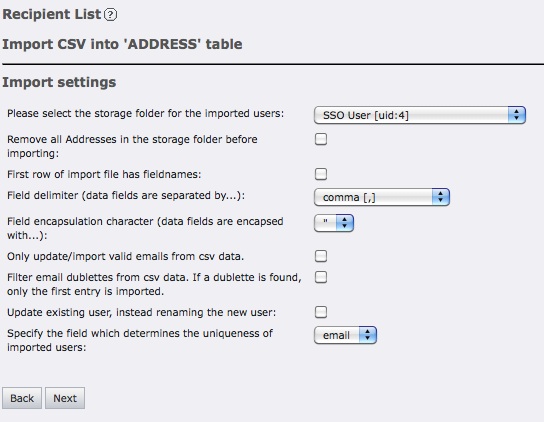 Recipient List ?
Import CSV into 'ADDRESS' table
Import settings
Please select the storage folder for the imported users: SSO User [uid:4]
Remove all Addresses in the storage folder before
importing:
First row of import file has fieldnames:
Field delimiter (data fields are separated by...): comma [,]
Field encapsulation character (data fields are encapsed
with...): "
Only update/import valid emails from csv data.
Filter email dublettes from csv data. If a dublette is found,
only the first entry is imported.
Update existing user, instead renaming the new user:
Specify the field which determines the uniqueness of
imported users: email
Back Next